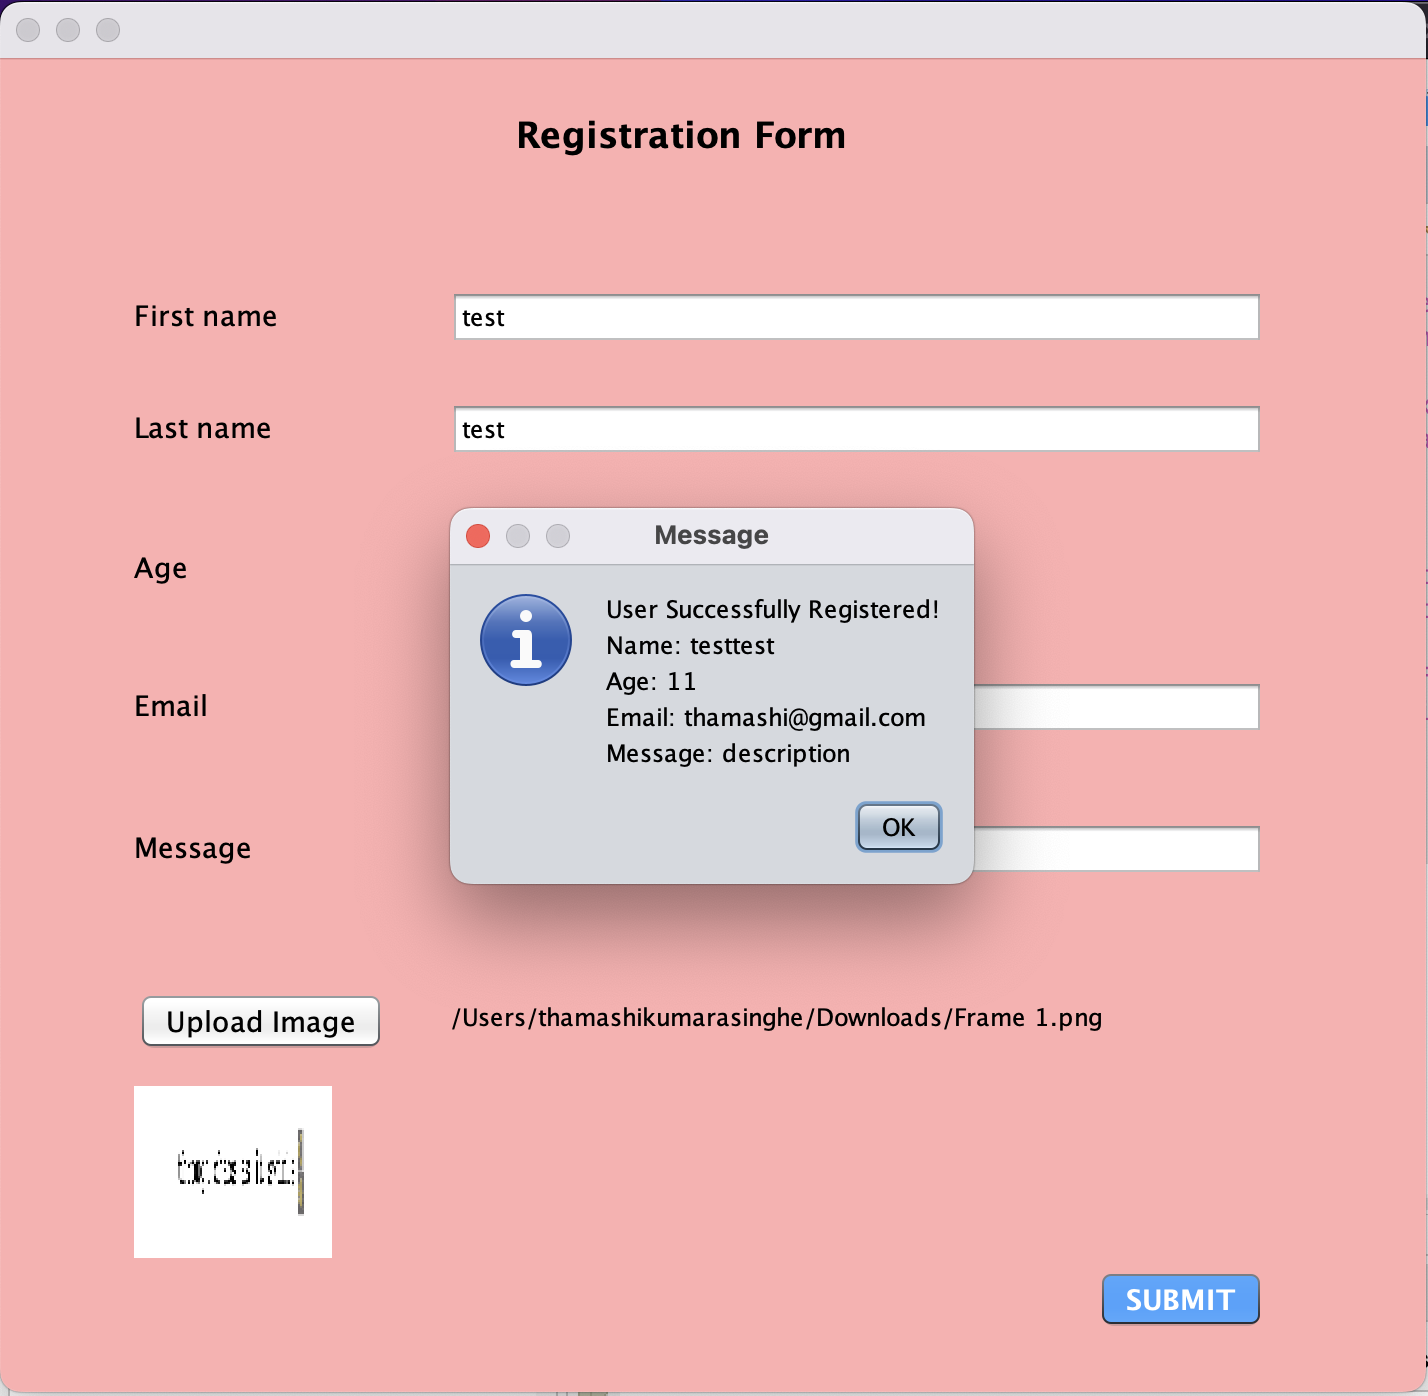 Registration Form
First name
test
Last name
test
Message
Age
User Successfully Registered!
Name: testtest
Age: 11
Email: thamashi@gmail.com
Message: description
OK
Email
Message
Upload Image
/Users/thamashikumarasinghe/Downloads/Frame 1.png
SUBMIT